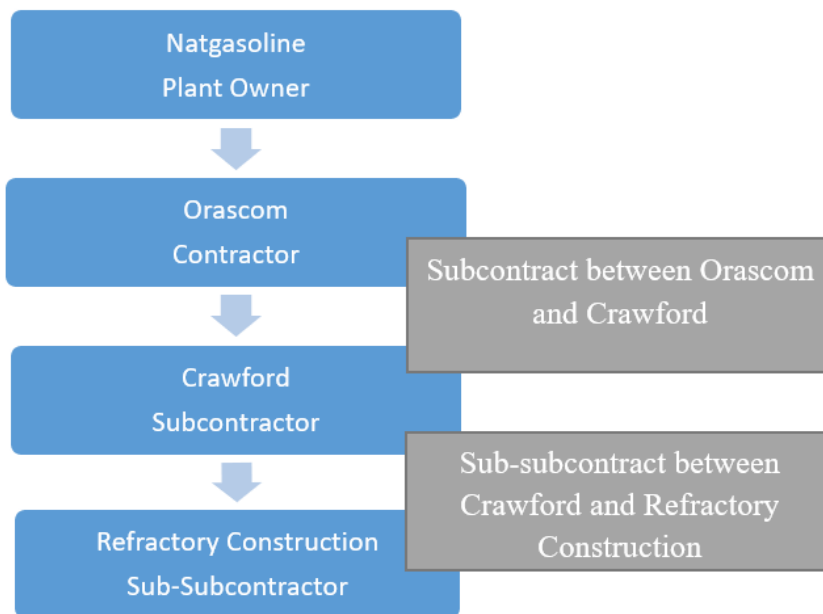 Natgasoline
Plant Owner
Orascom
Contractor
Subcontract between Orascom
and Crawford
Crawford
Subcontractor
Sub-subcontract between
Crawford and Refractory
Construction
Refractory Construction
Sub-Subcontractor